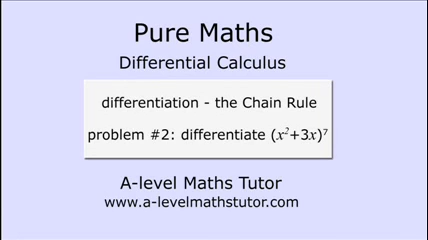 Pure Maths
Differential Calculus
differentiation - the Chain Rule
problem #2: differentiate (x²+3x)⁷
A-level Maths Tutor
www.a-levelmathstutor.com